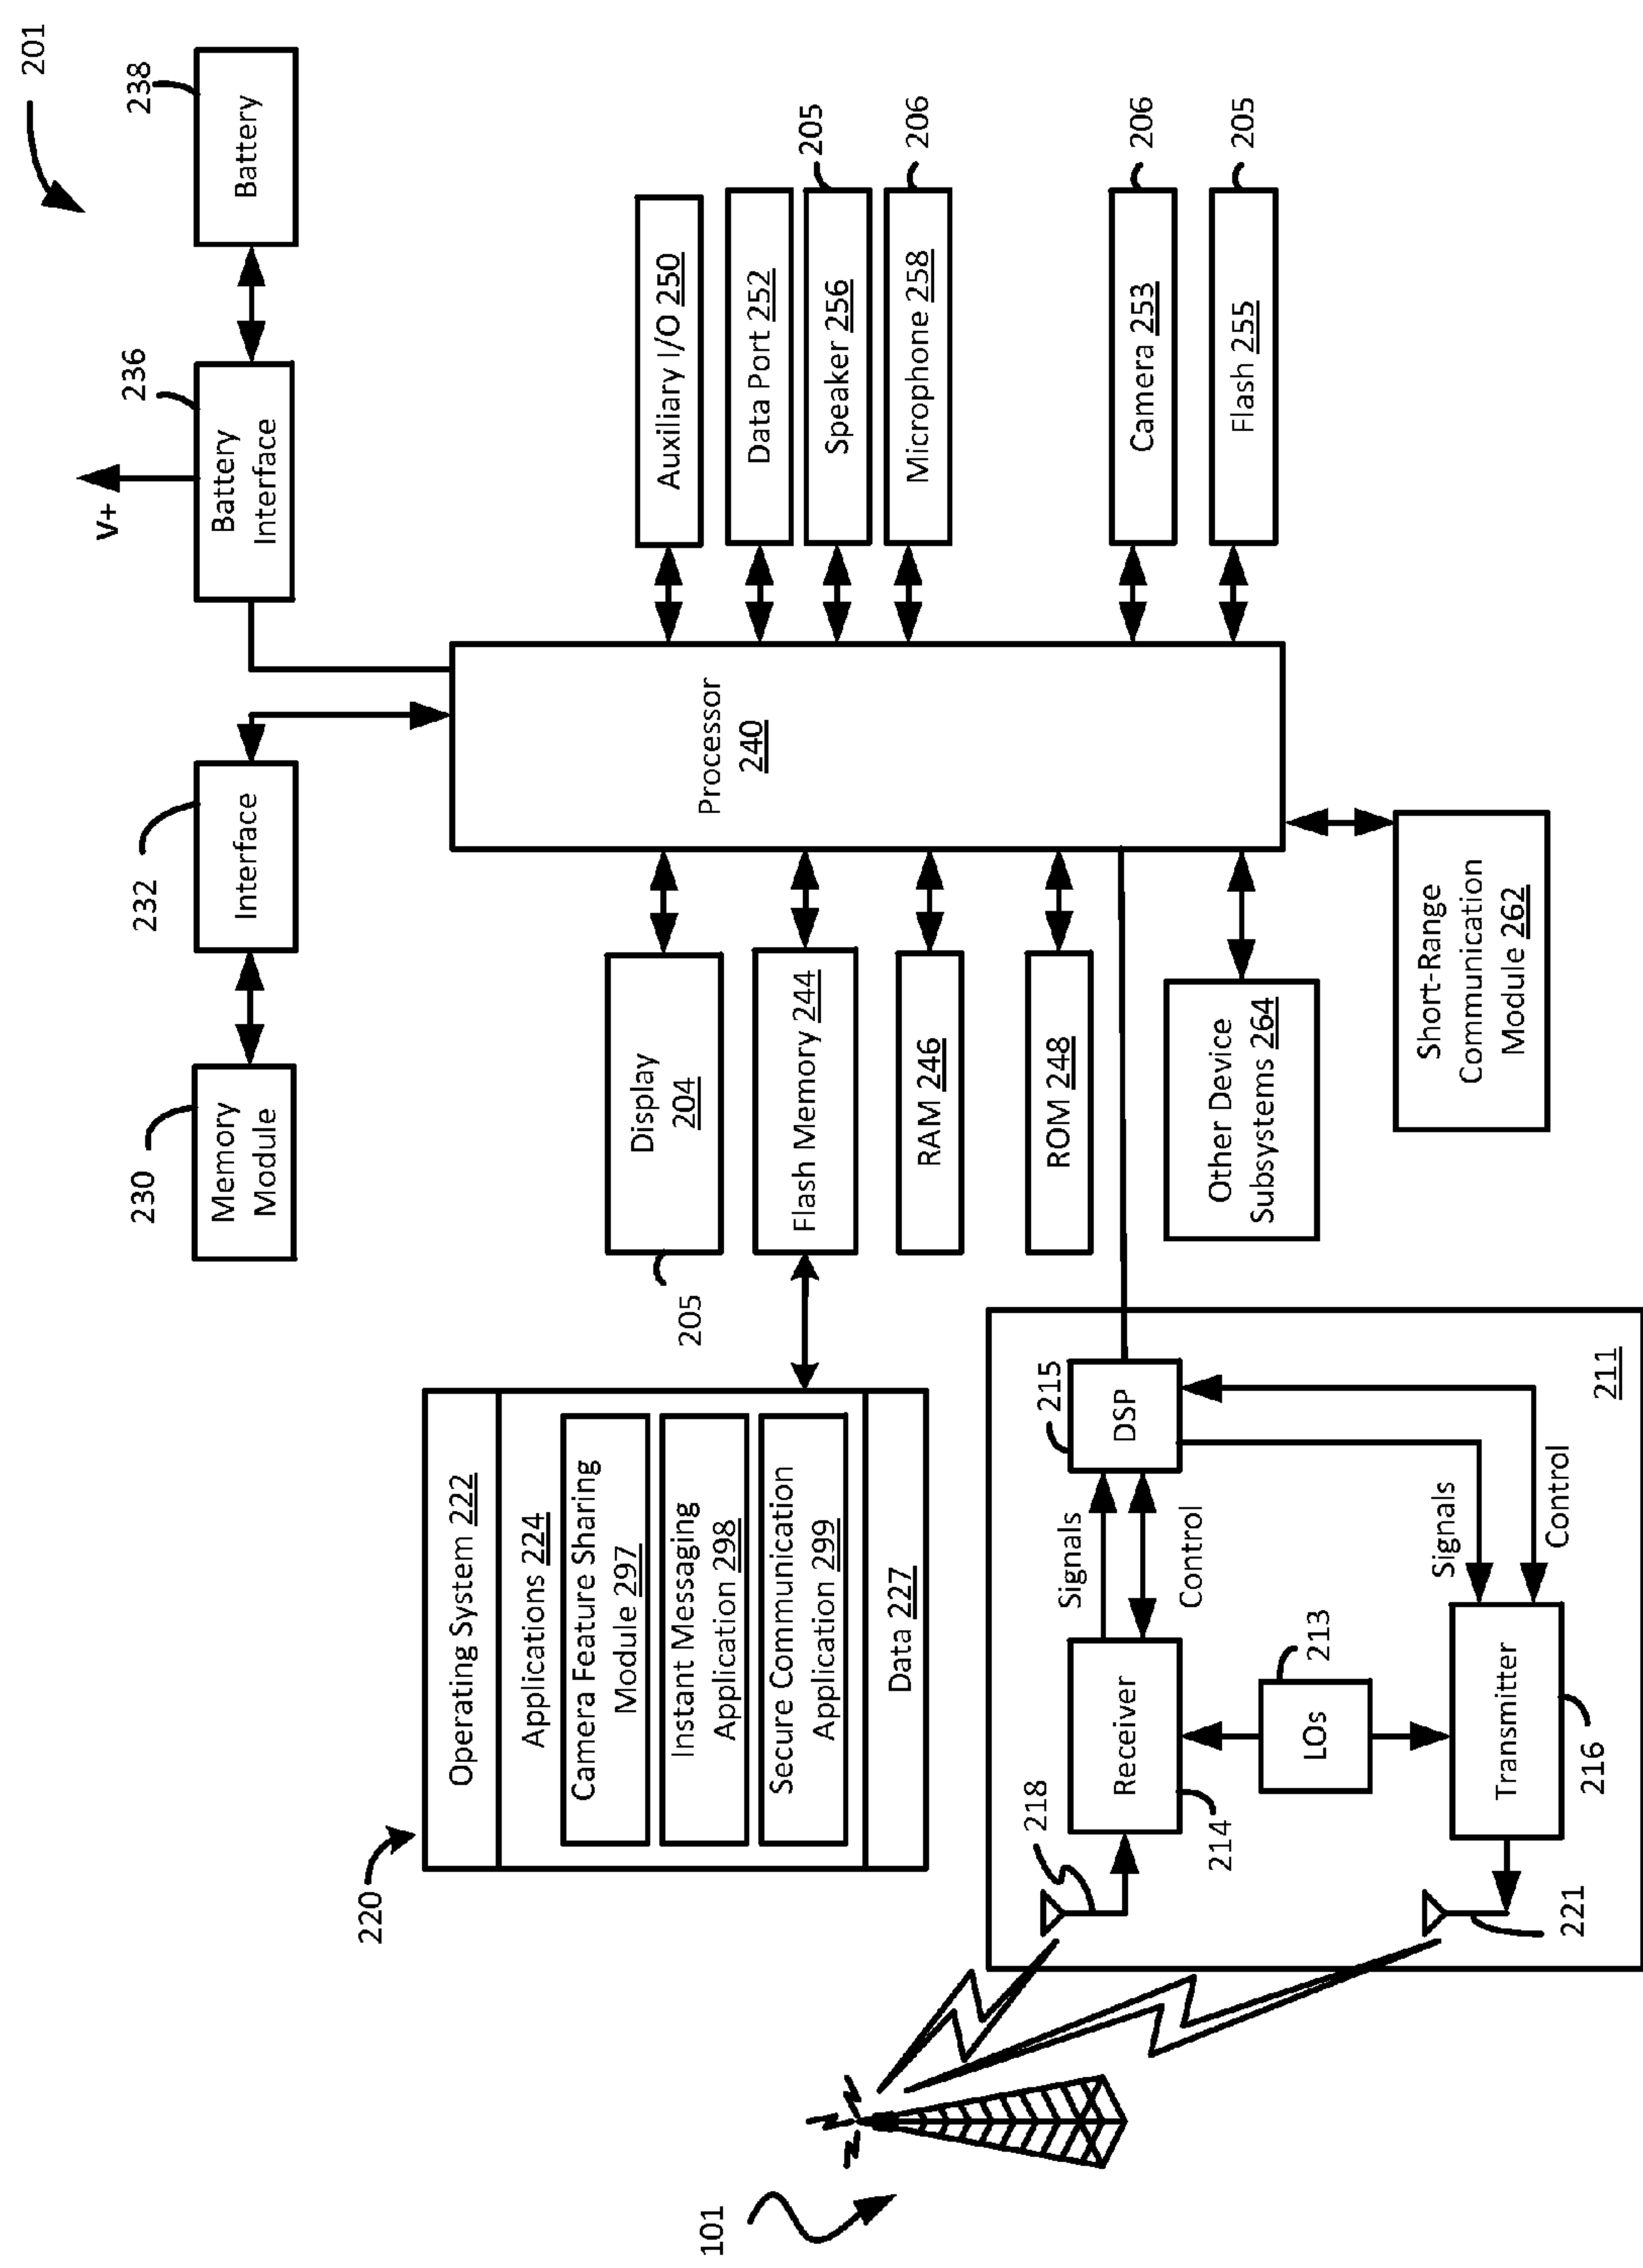 201
238
Battery
236
V+
Battery
Interface
232
Interface
230
Memory
Module
Auxiliary I/O 250
Data Port 252
Speaker 256
205
Microphone 258
206
Camera 253
206
Flash 255
205
Processor
240
Display
204
205
Flash Memory 244
RAM 246
ROM 248
Other Device
Subsystems 264
Short-Range
Communication
Module 262
220
Operating System 222
Applications 224
Camera Feature Sharing
Module 297
Instant Messaging
Application 298
Secure Communication
Application 299
Data 227
211
215
DSP
Signals
Control
Signals
Control
218
Receiver
214
213
LOs
Transmitter
216
221
101